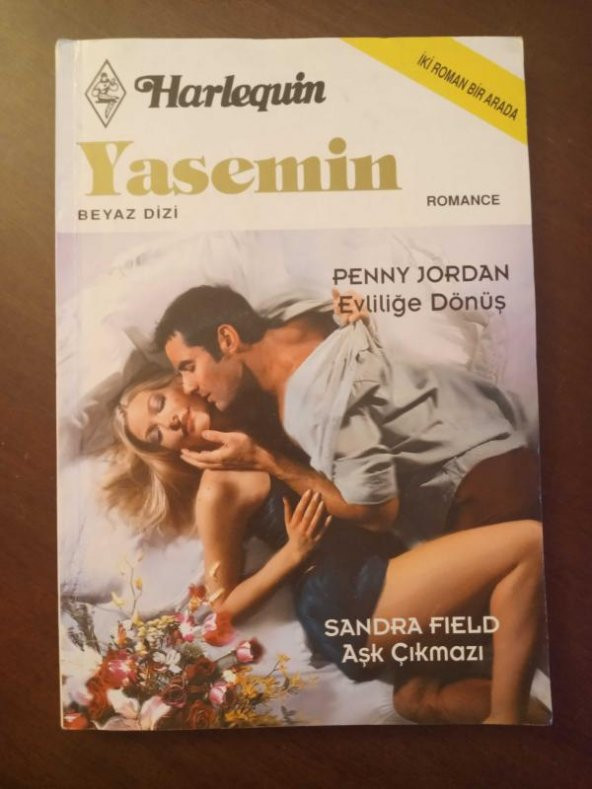 Harlequin
İKİ ROMAN BİR ARADA
Yasemin
BEYAZ DİZİ
ROMANCE
PENNY JORDAN
Evliliğe Dönüş
SANDRA FIELD
Aşk Çıkmazı